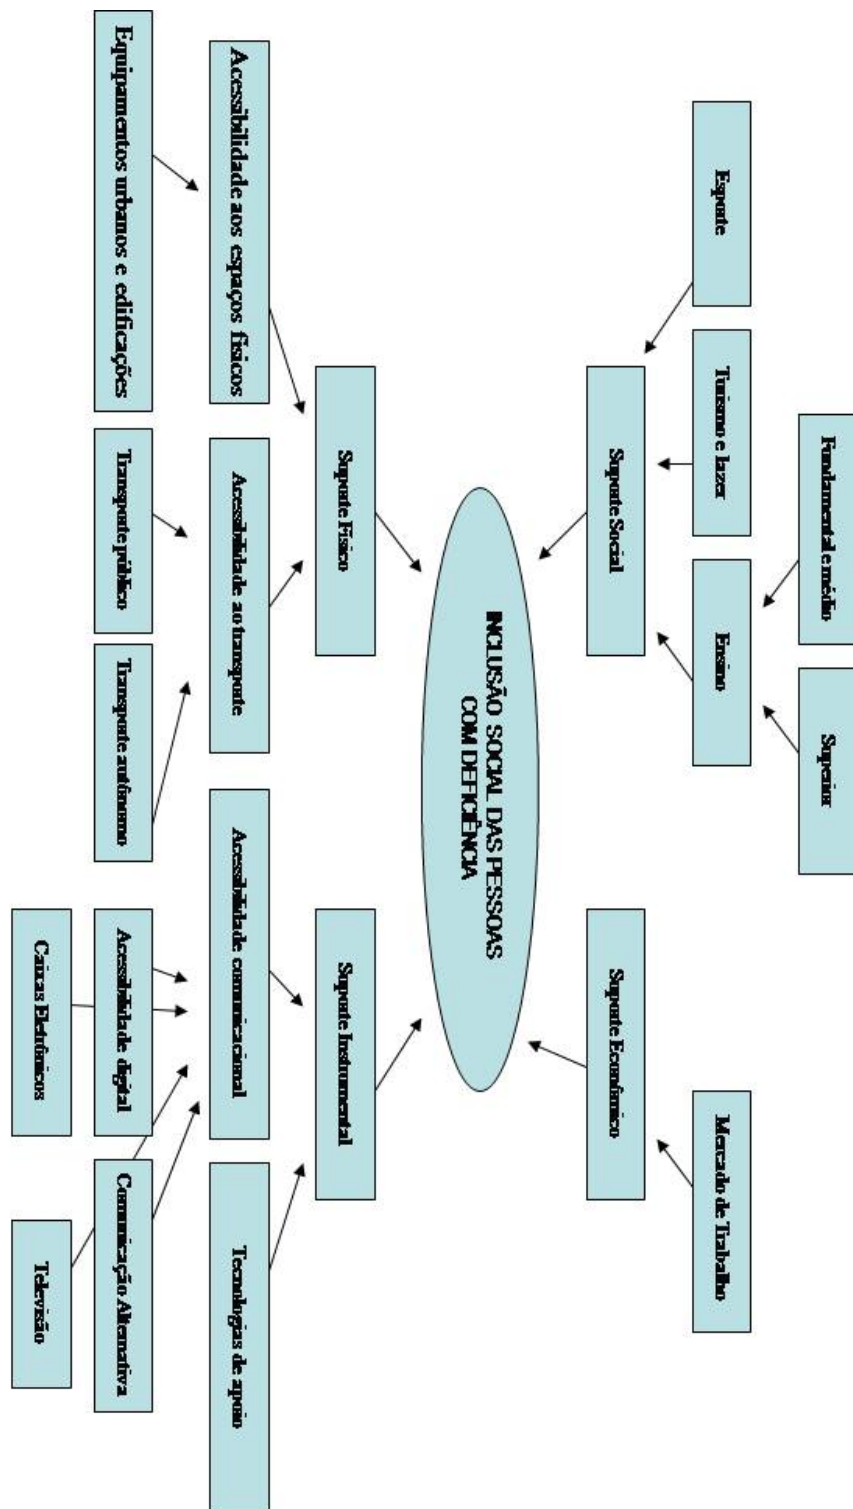 Fundamental e médio
Superior
Esporte
Turismo e lazer
Ensino
Mercado de Trabalho
Suporte Social
Suporte Econômico
INCLUSÃO SOCIAL DAS PESSOAS
COM DEFICIÊNCIA
Suporte Físico
Suporte Instrumental
Acessibilidade aos espaços físicos
Acessibilidade ao transporte
Acessibilidade comunicacional
Tecnologias de apoio
Equipamentos urbanos e edificações
Transporte público
Transporte autônomo
Acessibilidade digital
Comunicação Alternativa
Caixas Eletrônicos
Televisão